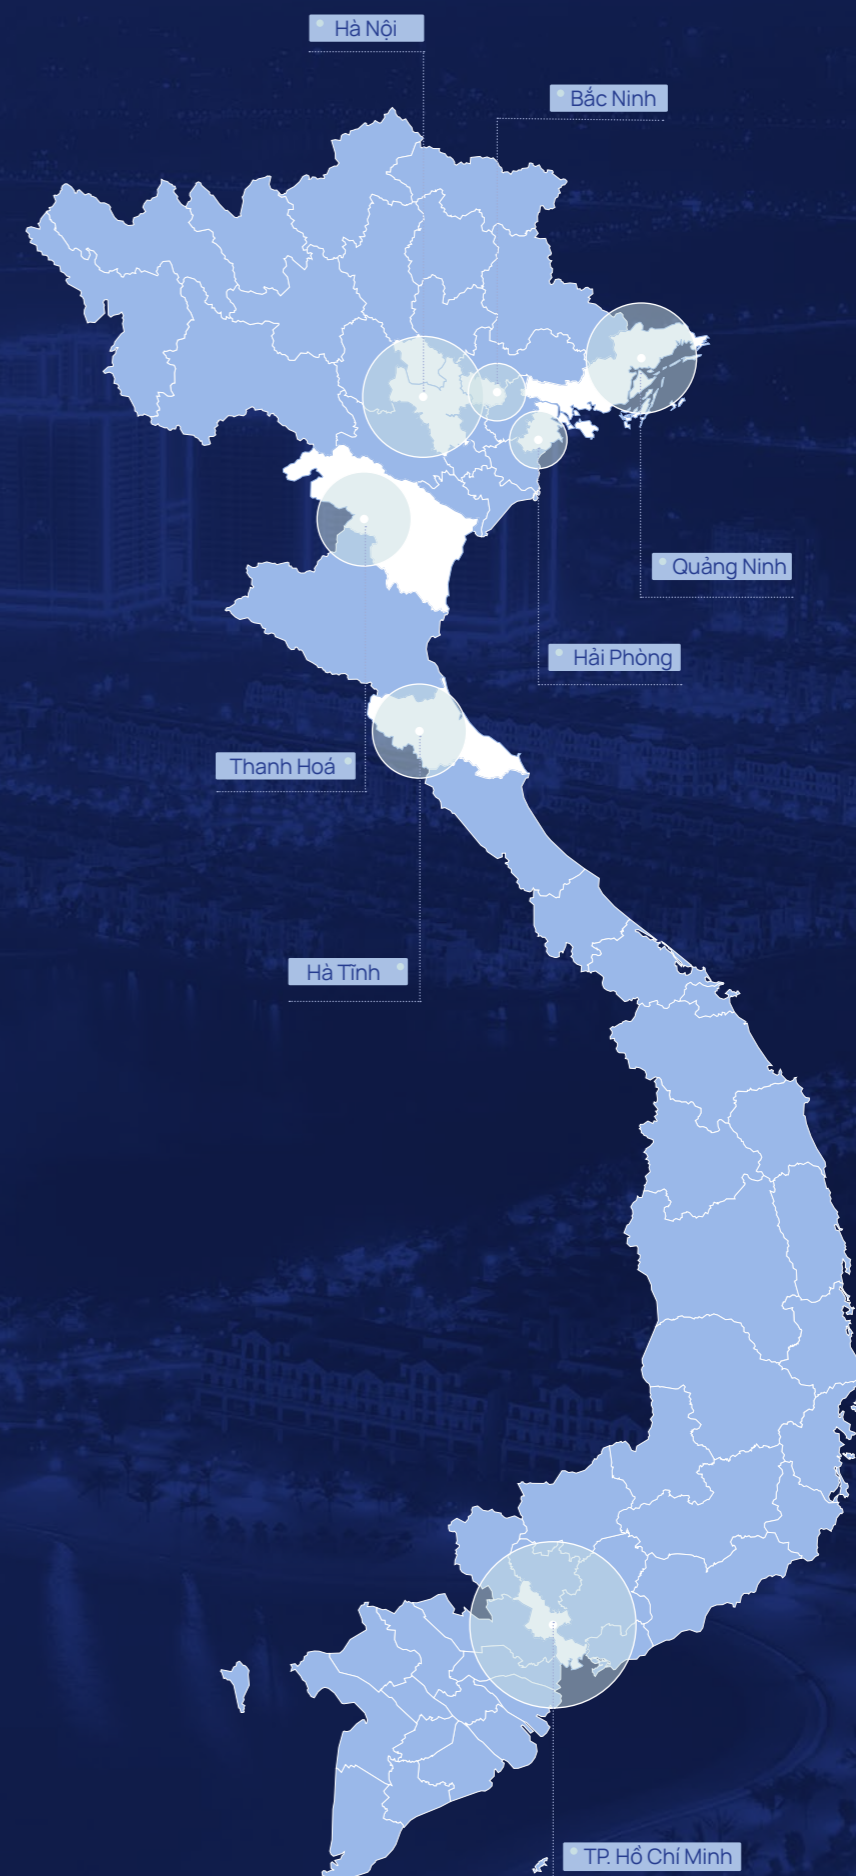 Hà Nội
Bắc Ninh
Quảng Ninh
Hải Phòng
Thanh Hoá
Hà Tĩnh
TP. Hồ Chí Minh